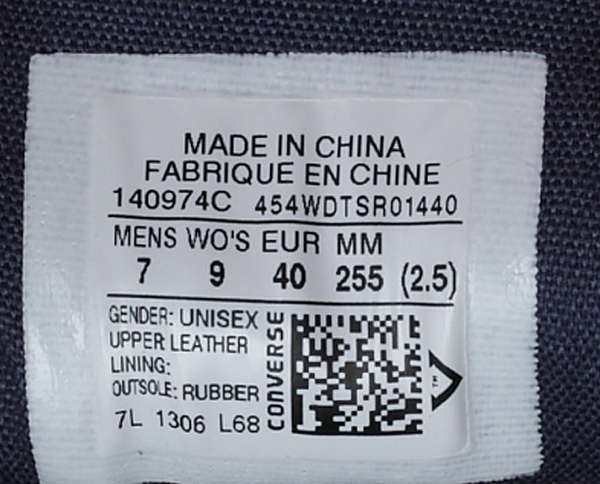 MADE IN CHINA
FABRIQUE EN CHINE
140974C 454WDTSR01440
MENS WO'S EUR MM
7 9 40 255 (2.5)
GENDER: UNISEX
UPPER LEATHER
LINING:
OUTSOLE: RUBBER
7L 1306 L68
CONVERSE